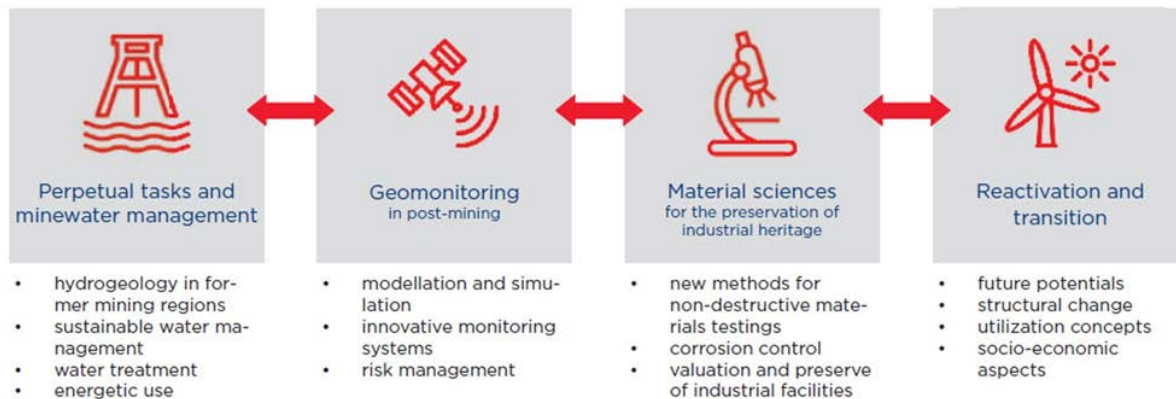 Perpetual tasks and
minewater management
• hydrogeology in for-
mer mining regions
• sustainable water ma-
nagement
• water treatment
• energetic use
Geomonitoring
in post-mining
• modellation and simu-
lation
• innovative monitoring
systems
• risk management
Material sciences
for the preservation of
industrial heritage
• new methods for
non-destructive mate-
rials testings
• corrosion control
• valuation and preserve
of industrial facilities
Reactivation and
transition
• future potentials
• structural change
• utilization concepts
• socio-economic
aspects